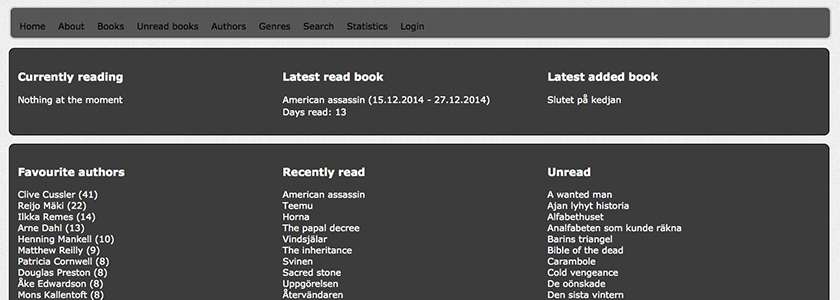 Home About Books Unread books Authors Genres Search Statistics Login
Currently reading
Nothing at the moment
Latest read book
American assassin (15.12.2014 - 27.12.2014)
Days read: 13
Latest added book
Slutet på kedjan
Favourite authors
Clive Cussler (41)
Reijo Mäki (22)
Ilkka Remes (14)
Arne Dahl (13)
Henning Mankell (10)
Matthew Reilly (9)
Patricia Cornwell (8)
Douglas Preston (8)
Åke Edwardson (8)
Mons Kallentoft (8)
Recently read
American assassin
Teemu
Horna
The papal decree
Vindsjälar
The inheritance
Svinen
Sacred stone
Uppgörelsen
Återvändaren
Unread
A wanted man
Ajan lyhyt historia
Alfabethuset
Analfabeten som kunde räkna
Barins triangel
Bible of the dead
Carambole
Cold vengeance
De oönskade
Den sista vintern